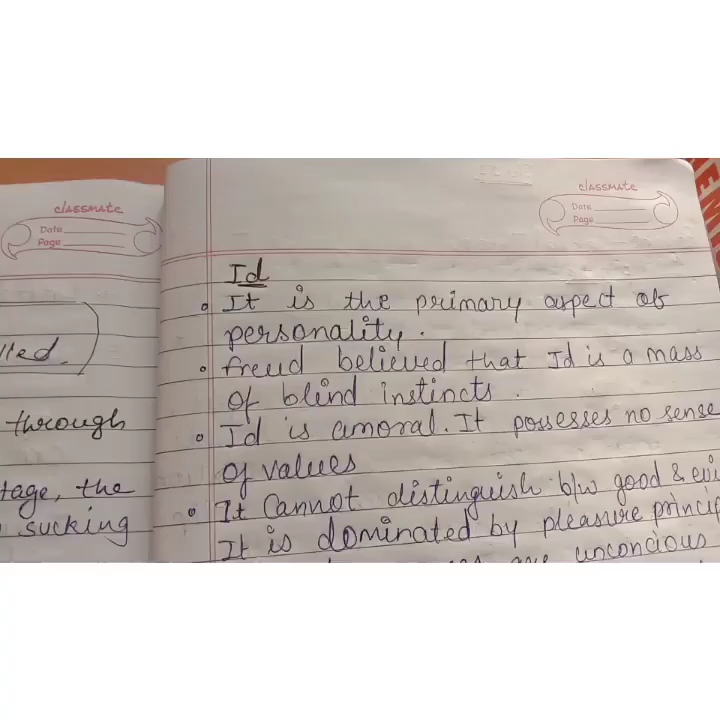 classmate
Date
Page
lled.
through
tage, the
sucking
classmate
Date
Page
Id
It is the primary aspect of
personality.
freud believed that Id is a mass
of blind instincts.
Id is amoral. It possesses no sense
of values
It cannot distinguish b/w good & evi
It is dominated by pleasure princip
are unconcious